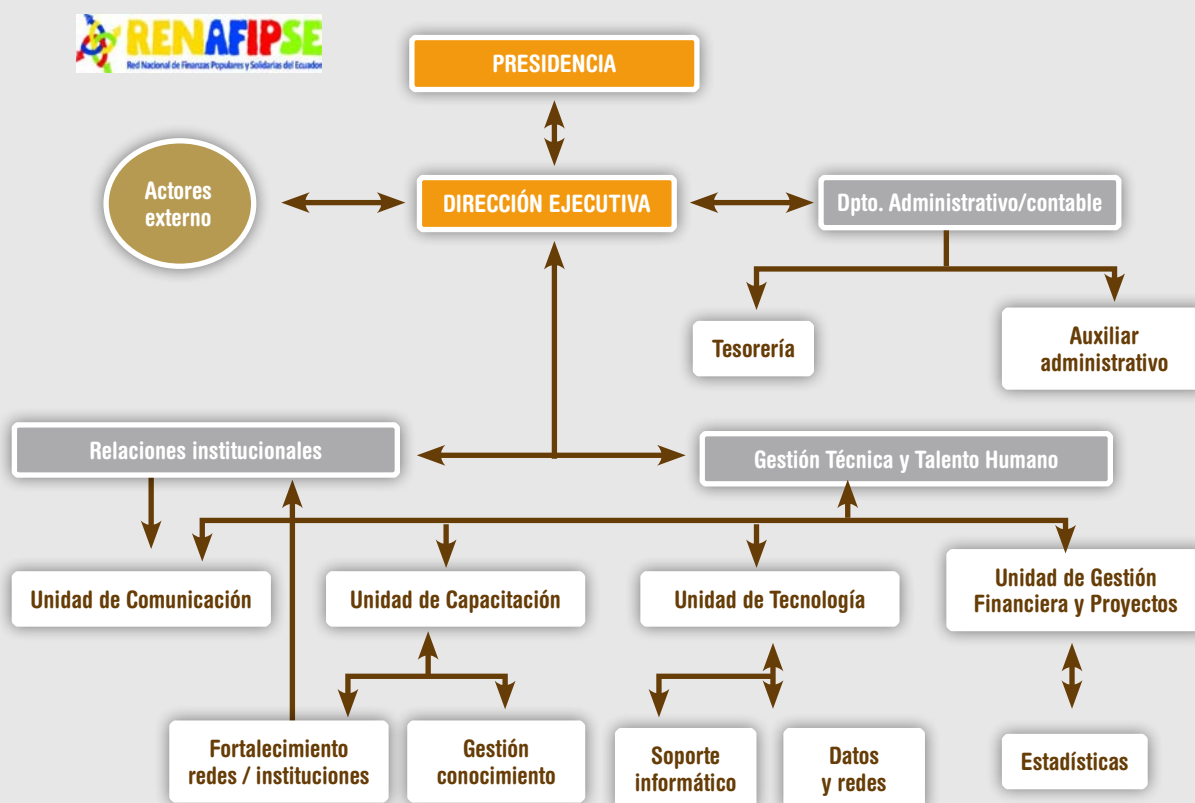 RENAFIPSE
Red Nacional de Finanzas Populares y Solidarias del Ecuador
PRESIDENCIA
Actores
externo
DIRECCIÓN EJECUTIVA
Dpto. Administrativo/contable
Tesorería
Auxiliar
administrativo
Relaciones institucionales
Gestión Técnica y Talento Humano
Unidad de Comunicación
Unidad de Capacitación
Unidad de Tecnología
Unidad de Gestión
Financiera y Proyectos
Fortalecimiento
redes / instituciones
Gestión
conocimiento
Soporte
informático
Datos
y redes
Estadísticas